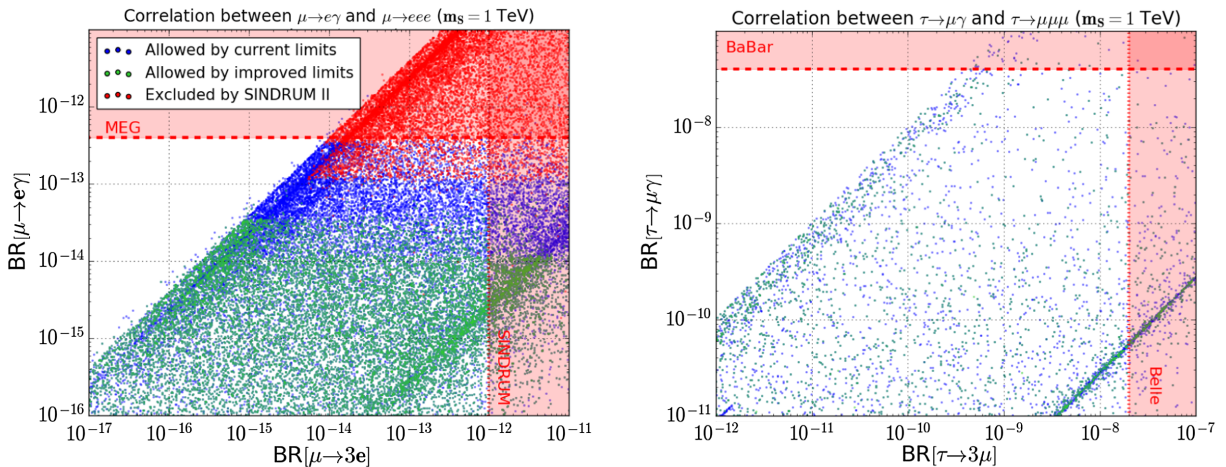 Correlation between μ→eγ and μ→eee (m_S = 1 TeV)
Allowed by current limits
Allowed by improved limits
Excluded by SINDRUM II
MEG
SINDRUM
BR[μ→eγ]
10^-12
10^-13
10^-14
10^-15
10^-16
10^-17 10^-16 10^-15 10^-14 10^-13 10^-12 10^-11
BR[μ→3e]
Correlation between τ→μγ and τ→μμμ (m_S = 1 TeV)
BaBar
Belle
BR[τ→μγ]
10^-8
10^-9
10^-10
10^-11
10^-12 10^-11 10^-10 10^-9 10^-8 10^-7
BR[τ→3μ]